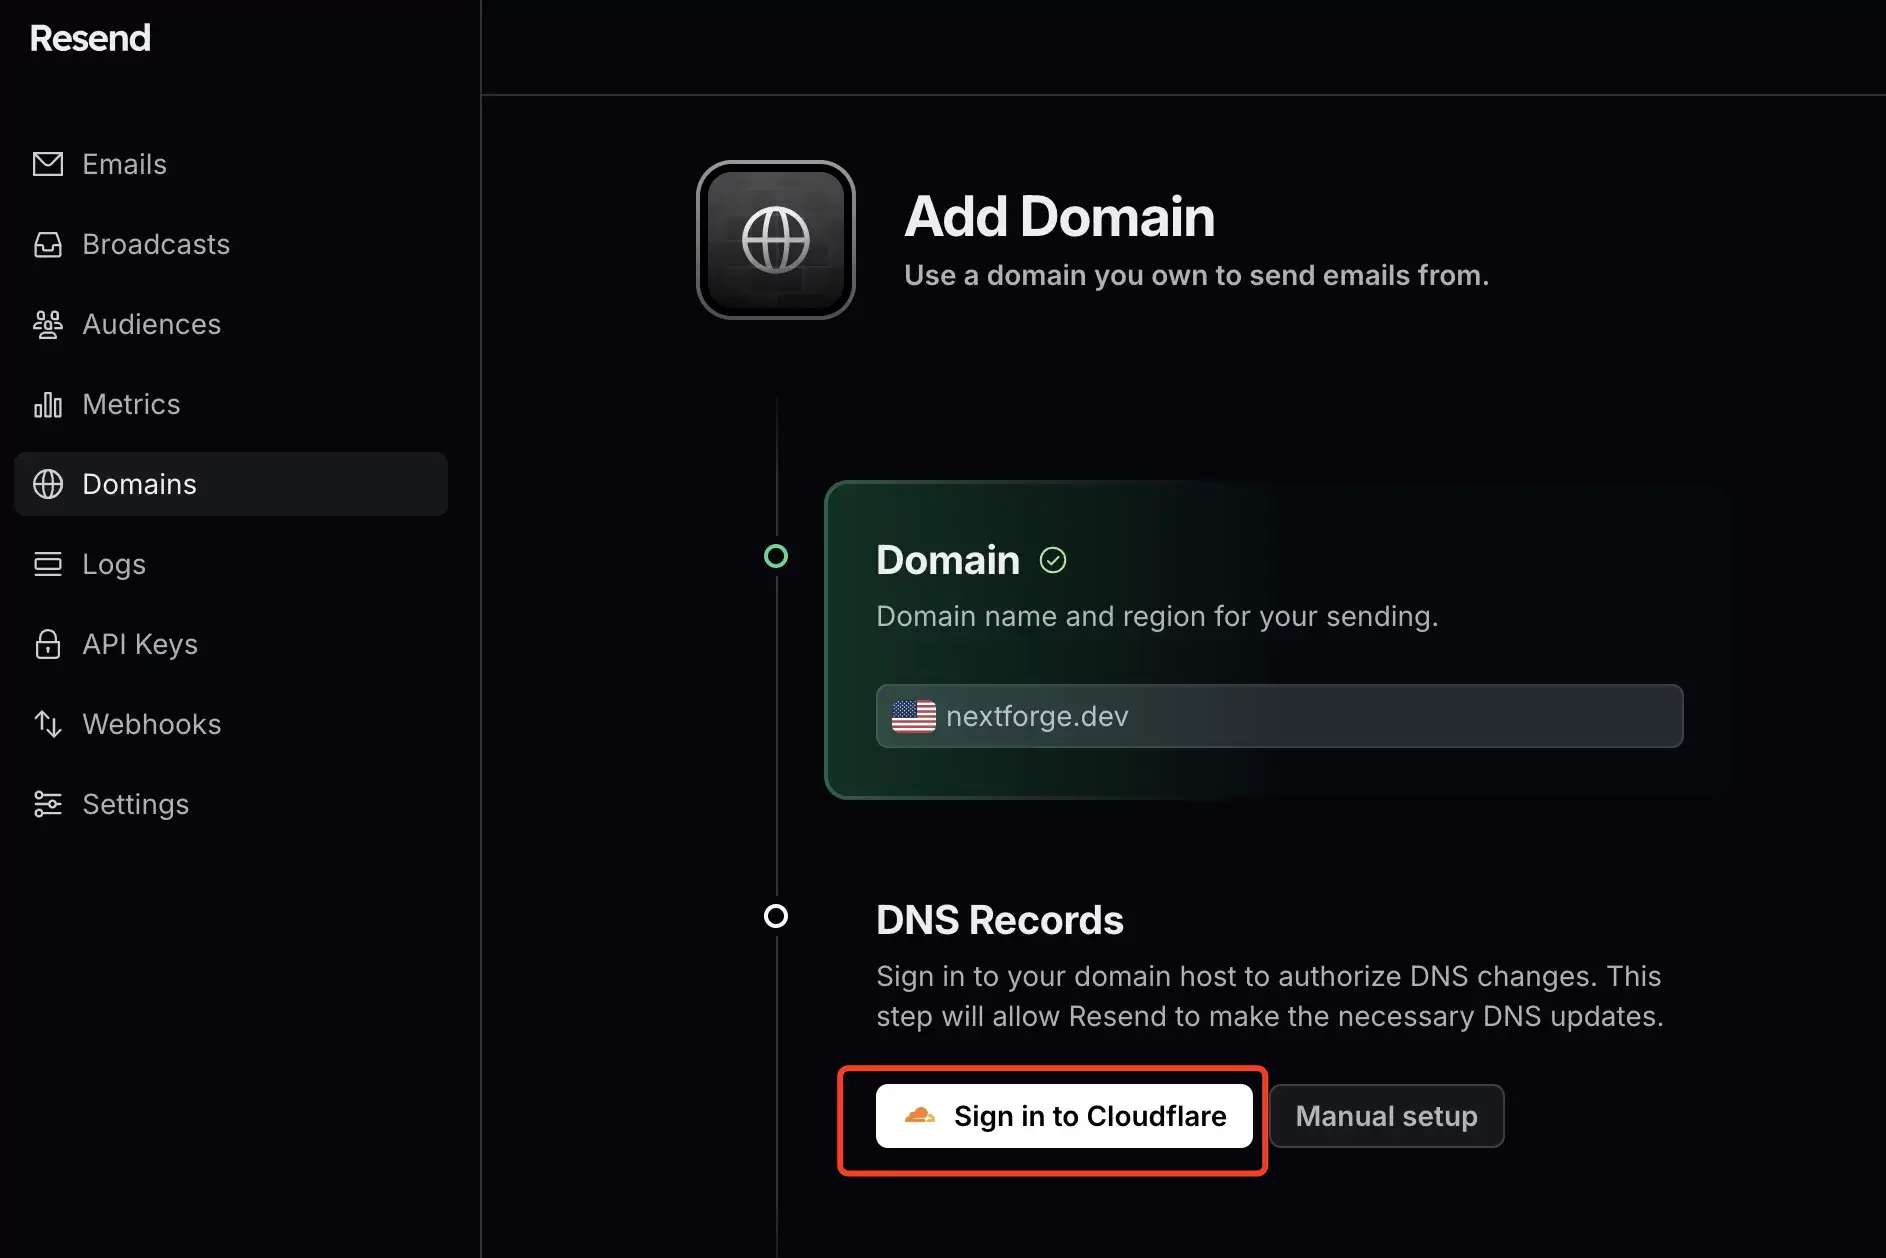 Resend
Emails
Broadcasts
Audiences
Metrics
Domains
Logs
API Keys
Webhooks
Settings
Add Domain
Use a domain you own to send emails from.
Domain
Domain name and region for your sending.
nextforge.dev
DNS Records
Sign in to your domain host to authorize DNS changes. This
step will allow Resend to make the necessary DNS updates.
Sign in to Cloudflare
Manual setup